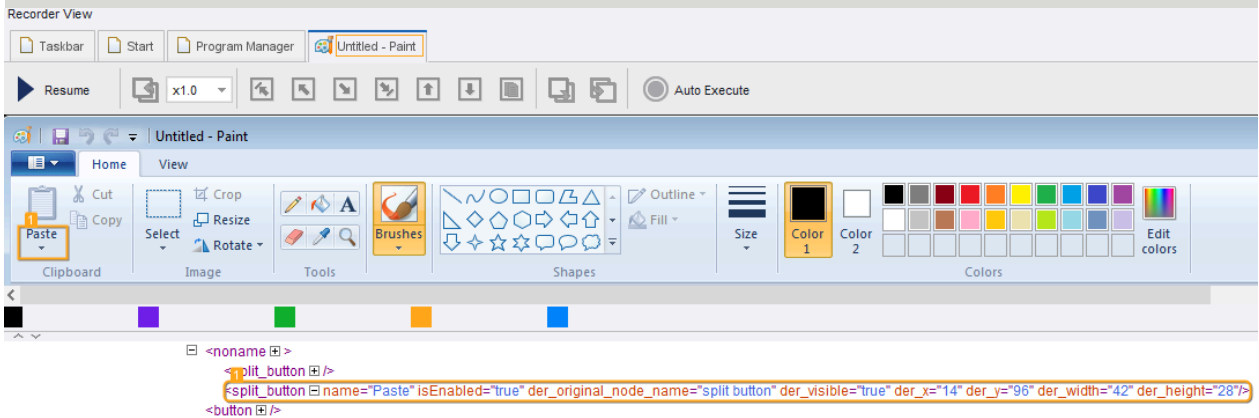 Recorder View
Taskbar Start Program Manager Untitled - Paint
Resume x1.0 Auto Execute
Untitled - Paint
Home View
Cut Crop Outline
1 Copy Resize A Fill
Paste Select Rotate Brushes Size Color Color Edit
1 2 colors
Clipboard Image Tools Shapes Colors
<noname >
<split_button />
1
<split_button name="Paste" isEnabled="true" der_original_node_name="split button" der_visible="true" der_x="14" der_y="96" der_width="42" der_height="28"/>
<button />